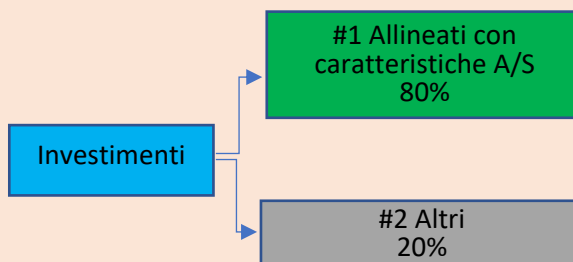 #1 Allineati con
caratteristiche A/S
80%
Investimenti
#2 Altri
20%